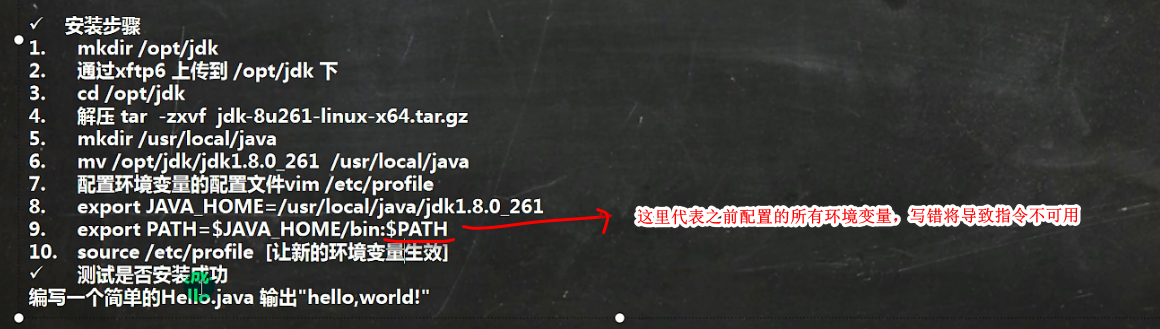 ✓ 安装步骤
1. mkdir /opt/jdk
2. 通过xftp6 上传到 /opt/jdk 下
3. cd /opt/jdk
4. 解压 tar -zxvf jdk-8u261-linux-x64.tar.gz
5. mkdir /usr/local/java
6. mv /opt/jdk/jdk1.8.0_261 /usr/local/java
7. 配置环境变量的配置文件vim /etc/profile
8. export JAVA_HOME=/usr/local/java/jdk1.8.0_261
9. export PATH=$JAVA_HOME/bin:$PATH
这里代表之前配置的所有环境变量，写错将导致指令不可用
10. source /etc/profile [让新的环境变量生效]
✓ 测试是否安装成功
编写一个简单的Hello.java 输出"hello,world!"